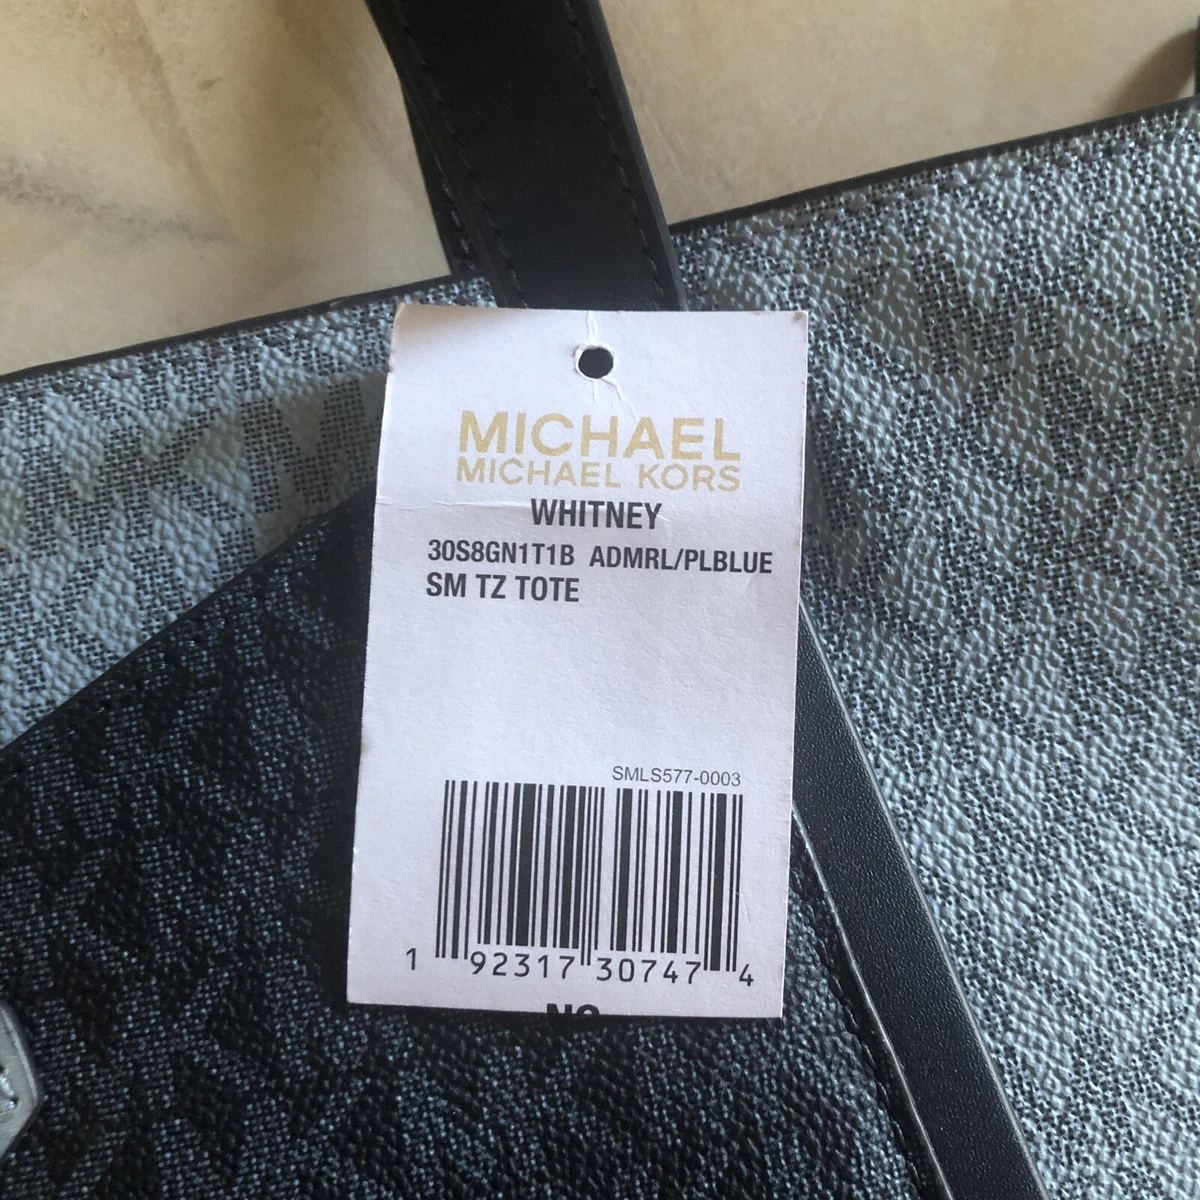 MICHAEL
MICHAEL KORS
WHITNEY
30S8GN1T1B ADMRL/PLBLUE
SM TZ TOTE
SMLS577-0003
1 92317 30747 4